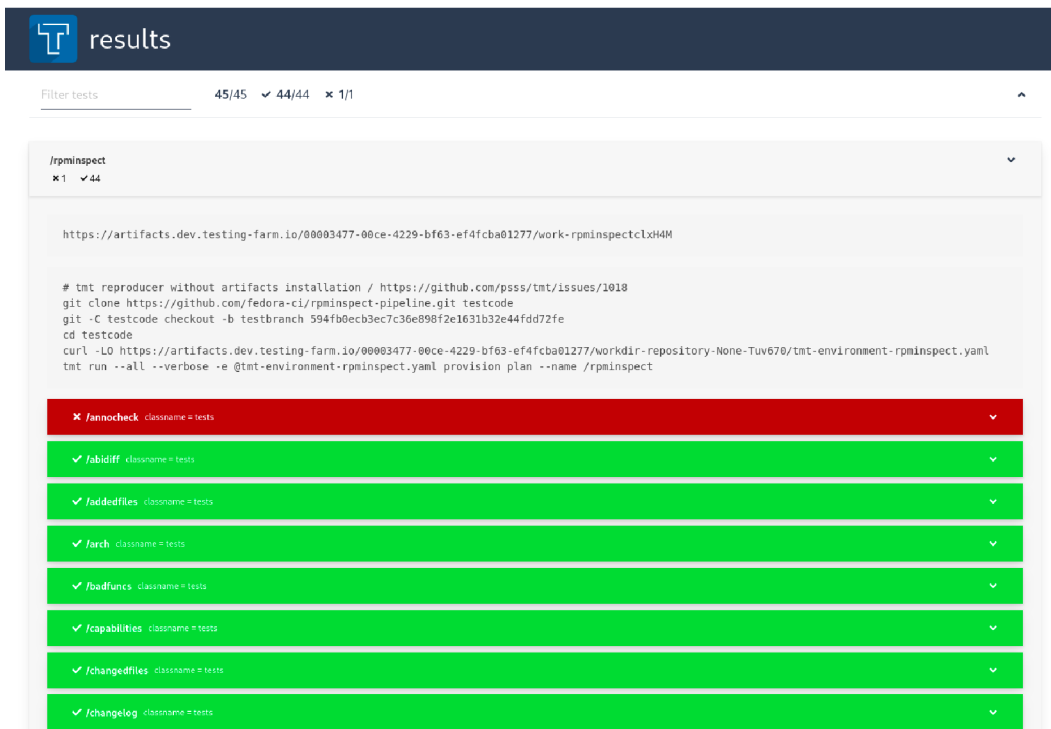 results
Filter tests 45/45 ✔ 44/44 ✖ 1/1
/rpminspect
✖ 1 ✔ 44
https://artifacts.dev.testing-farm.io/00003477-00ce-4229-bf63-ef4fcba01277/work-rpminspectclxH4M
# tmt reproducer without artifacts installation / https://github.com/psss/tmt/issues/1018
git clone https://github.com/fedora-ci/rpminspect-pipeline.git testcode
git -C testcode checkout -b testbranch 594fb0ecb3ec7c36e898f2e1631b32e44fdd72fe
cd testcode
curl -LO https://artifacts.dev.testing-farm.io/00003477-00ce-4229-bf63-ef4fcba01277/workdir-repository-None-Tuv670/tmt-environment-rpminspect.yaml
tmt run --all --verbose -e @tmt-environment-rpminspect.yaml provision plan --name /rpminspect
✖ /annocheck classname = tests
✔ /abidiff classname = tests
✔ /addedfiles classname = tests
✔ /arch classname = tests
✔ /badfuncs classname = tests
✔ /capabilities classname = tests
✔ /changedfiles classname = tests
✔ /changelog classname = tests